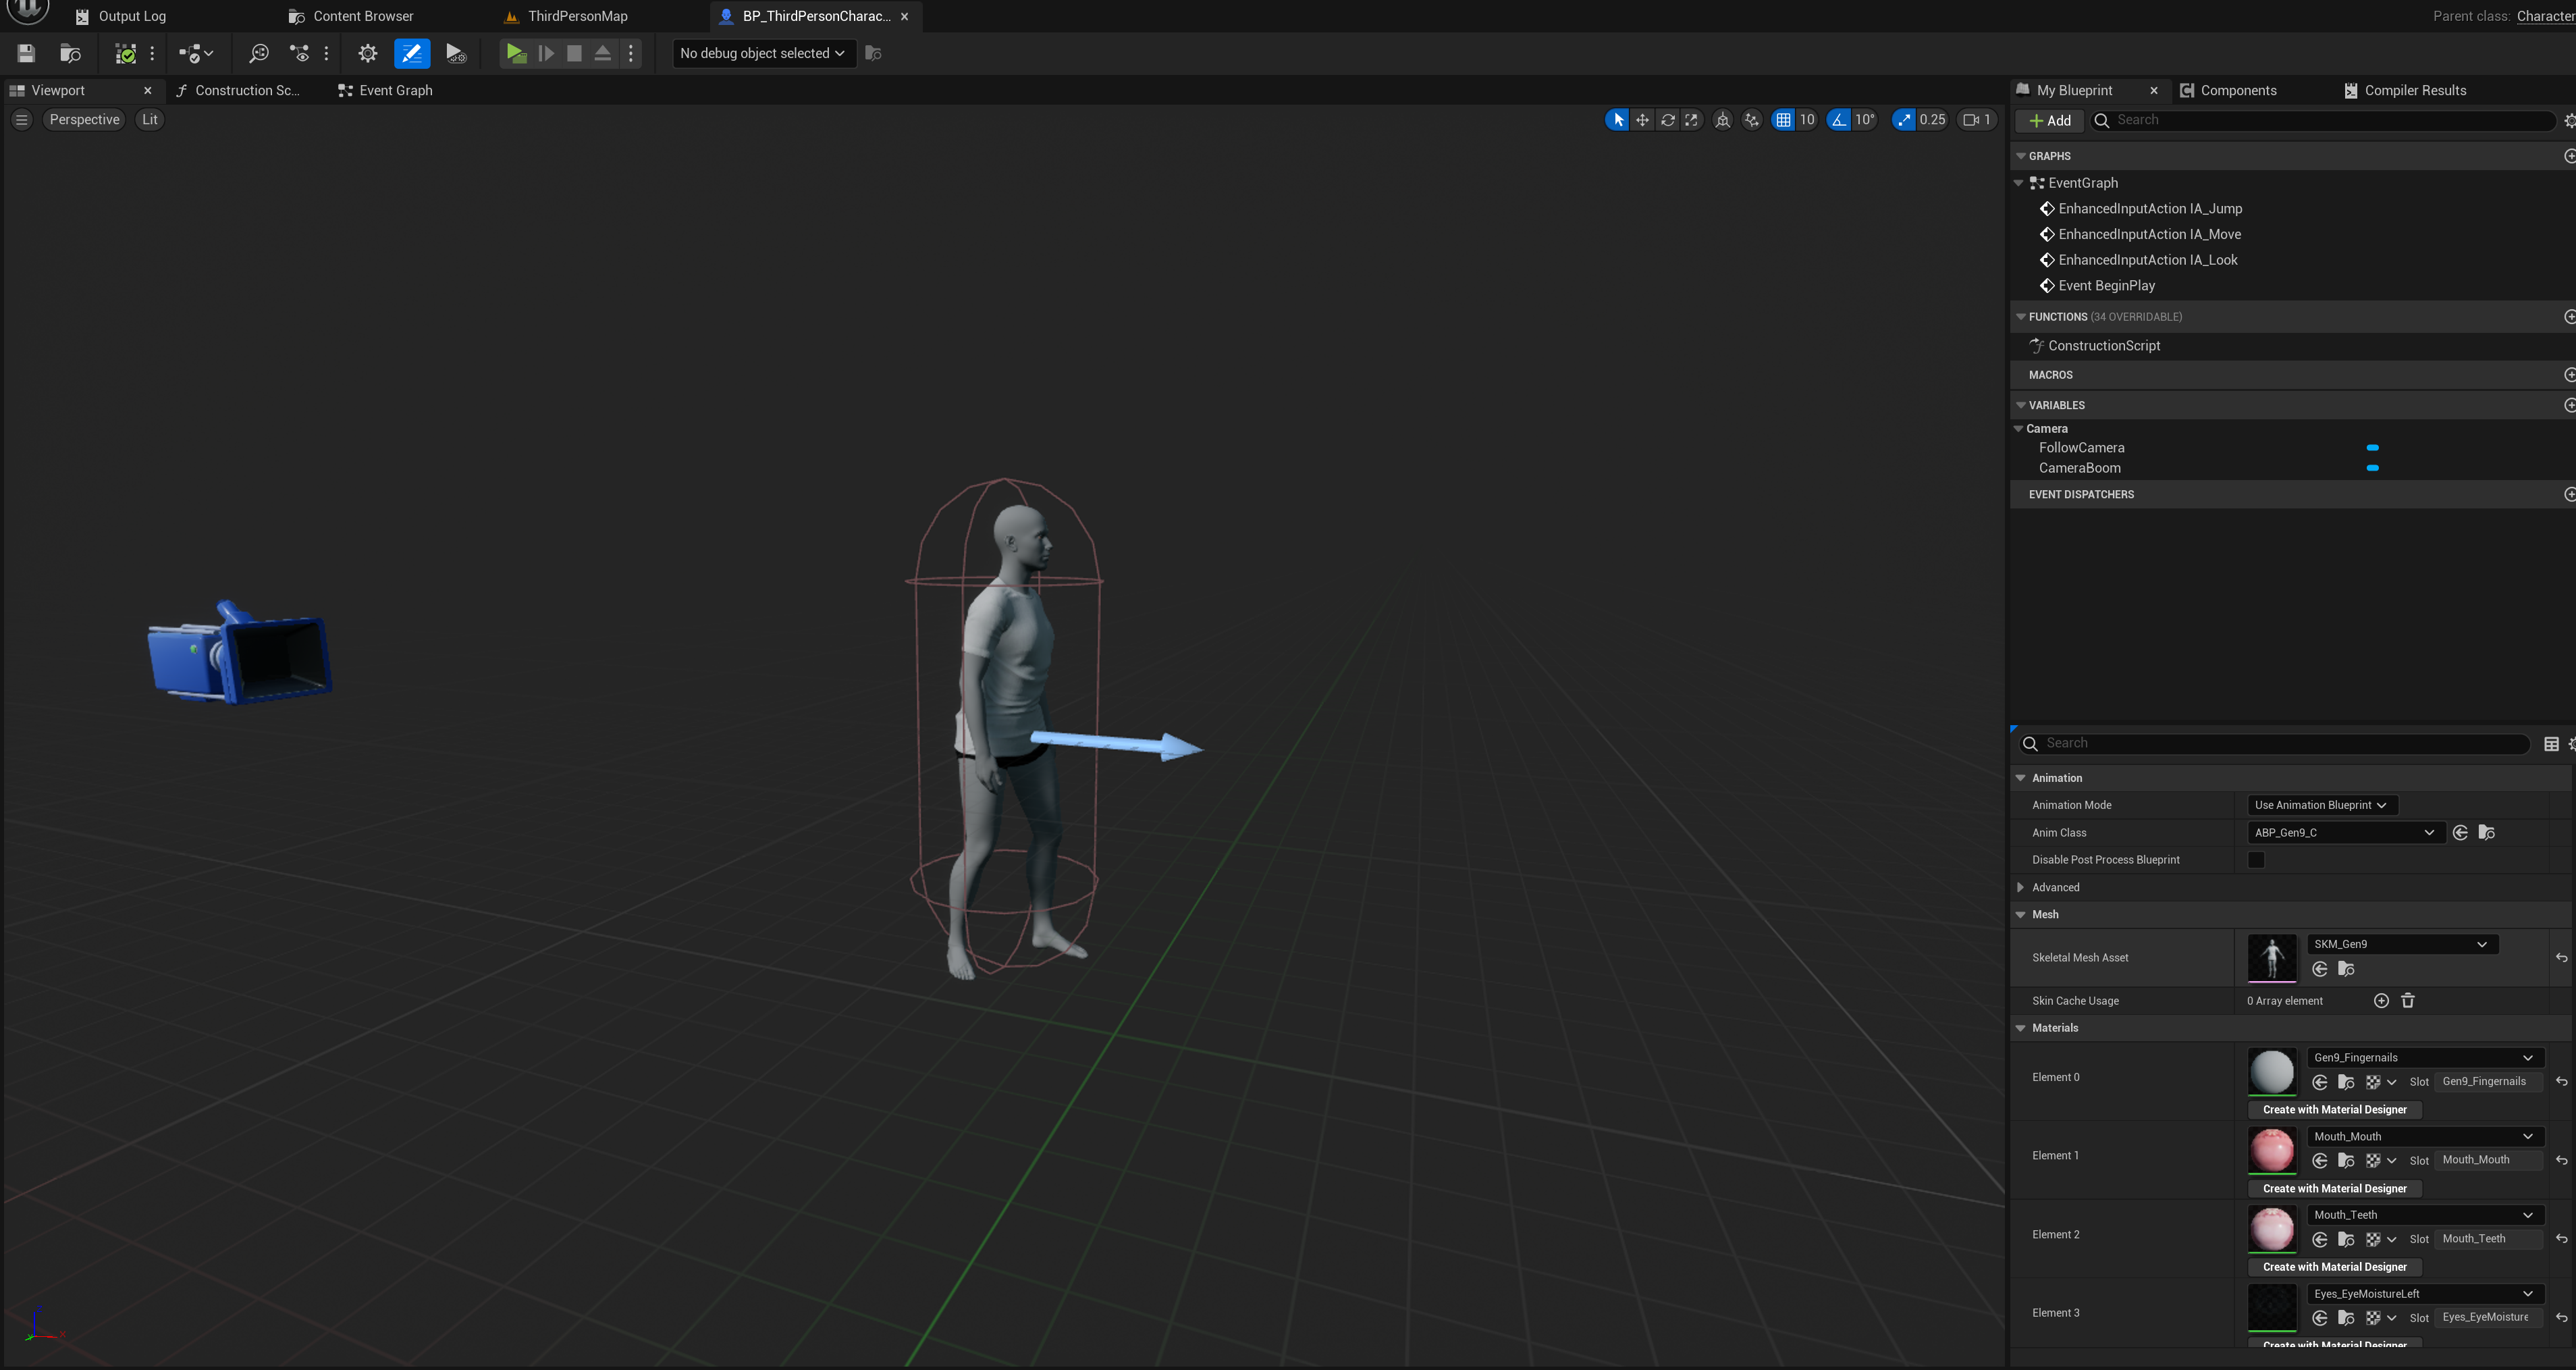 Output Log
Content Browser
ThirdPersonMap
BP_ThirdPersonCharac...
Parent class: Character
No debug object selected
Viewport
Construction Sc...
Event Graph
My Blueprint
Components
Compiler Results
Perspective
Lit
10
10°
0.25
1
Add
Search
GRAPHS
EventGraph
EnhancedInputAction IA_Jump
EnhancedInputAction IA_Move
EnhancedInputAction IA_Look
Event BeginPlay
FUNCTIONS (34 OVERRIDABLE)
ConstructionScript
MACROS
VARIABLES
Camera
FollowCamera
CameraBoom
EVENT DISPATCHERS
Search
Animation
Animation Mode
Use Animation Blueprint
Anim Class
ABP_Gen9_C
Disable Post Process Blueprint
Advanced
Mesh
Skeletal Mesh Asset
SKM_Gen9
Skin Cache Usage
0 Array element
Materials
Element 0
Gen9_Fingernails
Slot Gen9_Fingernails
Create with Material Designer
Element 1
Mouth_Mouth
Slot Mouth_Mouth
Create with Material Designer
Element 2
Mouth_Teeth
Slot Mouth_Teeth
Create with Material Designer
Element 3
Eyes_EyeMoistureLeft
Slot Eyes_EyeMoisture
Create with Material Designer
X